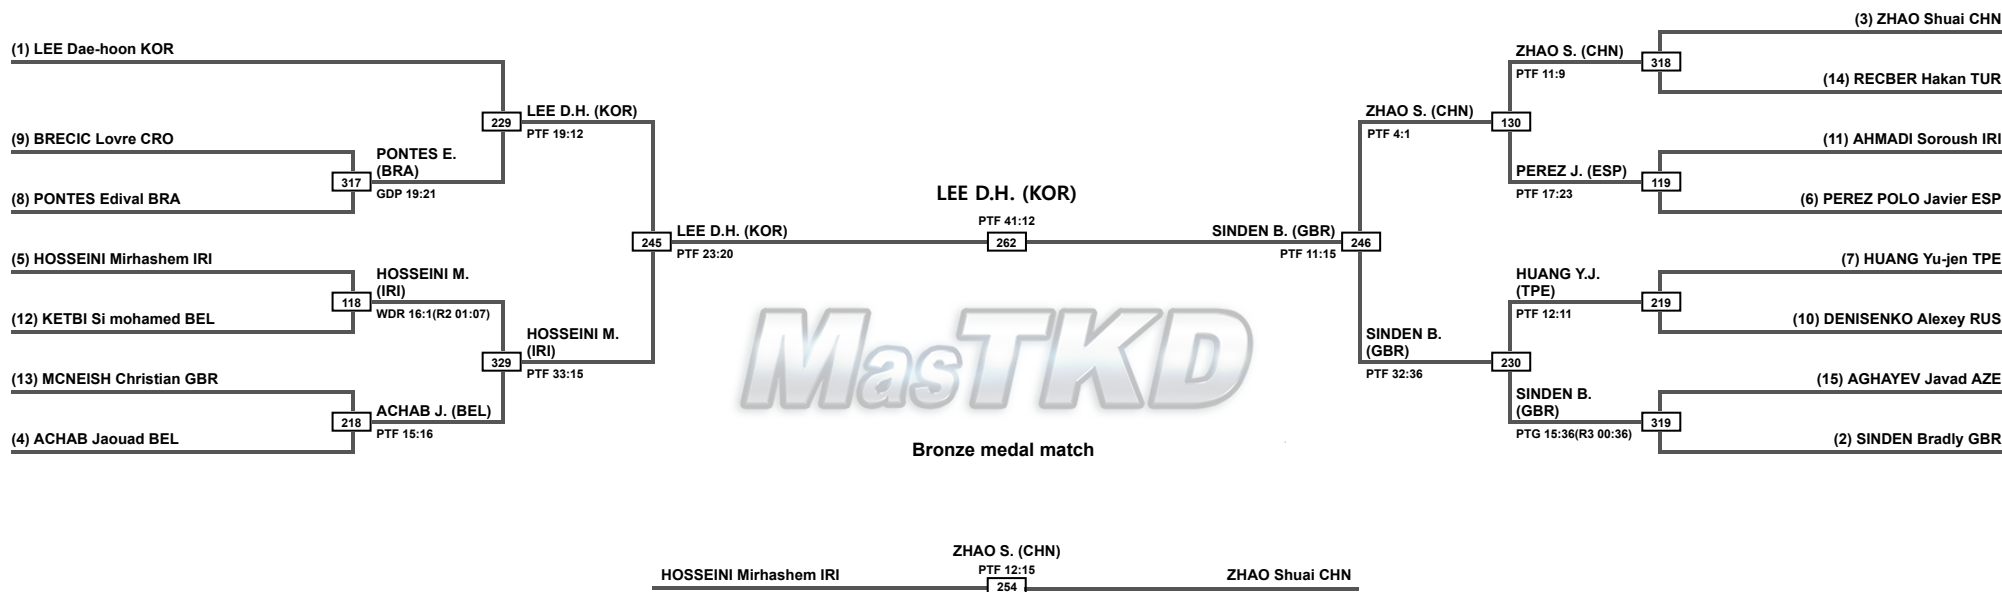 (1) LEE Dae-hoon KOR
(9) BRECIC Lovre CRO
(8) PONTES Edival BRA
(5) HOSSEINI Mirhashem IRI
(12) KETBI Si mohamed BEL
(13) MCNEISH Christian GBR
(4) ACHAB Jaouad BEL
317
PONTES E.
(BRA)
GDP 19:21
118
HOSSEINI M.
(IRI)
WDR 16:1(R2 01:07)
218
ACHAB J. (BEL)
PTF 15:16
229
LEE D.H. (KOR)
PTF 19:12
329
HOSSEINI M.
(IRI)
PTF 33:15
245
LEE D.H. (KOR)
PTF 23:20
LEE D.H. (KOR)
PTF 41:12
262
SINDEN B. (GBR)
PTF 11:15
246
ZHAO S. (CHN)
PTF 4:1
130
SINDEN B.
(GBR)
PTF 32:36
230
ZHAO S. (CHN)
PTF 11:9
318
PEREZ J. (ESP)
PTF 17:23
119
HUANG Y.J.
(TPE)
PTF 12:11
219
SINDEN B.
(GBR)
PTG 15:36(R3 00:36)
319
(3) ZHAO Shuai CHN
(14) RECBER Hakan TUR
(11) AHMADI Soroush IRI
(6) PEREZ POLO Javier ESP
(7) HUANG Yu-jen TPE
(10) DENISENKO Alexey RUS
(15) AGHAYEV Javad AZE
(2) SINDEN Bradly GBR
MasTKD
Bronze medal match
ZHAO S. (CHN)
PTF 12:15
HOSSEINI Mirhashem IRI
254
ZHAO Shuai CHN